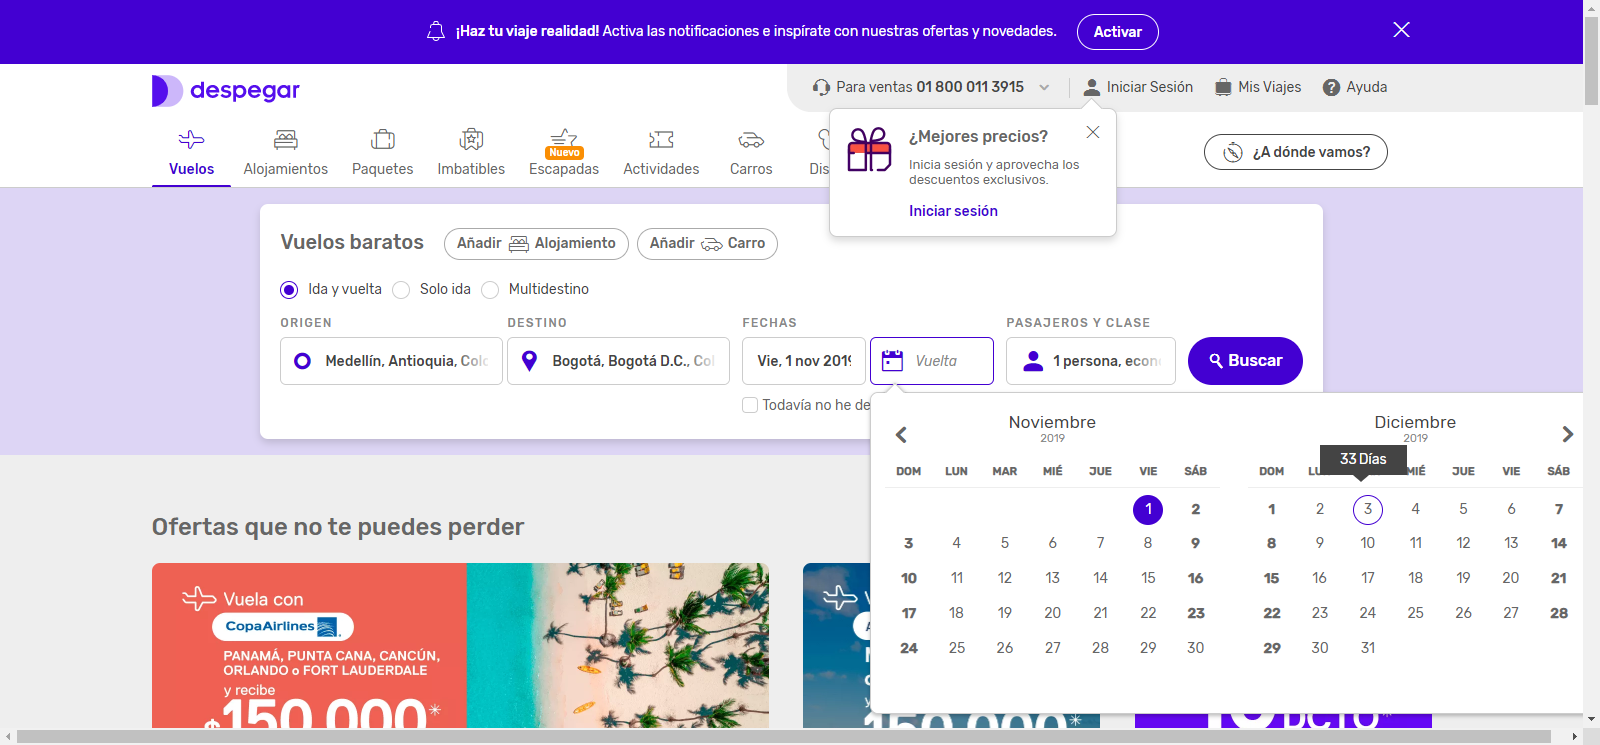 ¡Haz tu viaje realidad! Activa las notificaciones e inspírate con nuestras ofertas y novedades.
Activar
despegar
Para ventas 01 800 011 3915
Iniciar Sesión
Mis Viajes
Ayuda
Vuelos
Alojamientos
Paquetes
Imbatibles
Nuevo
Escapadas
Actividades
Carros
Dis
¿A dónde vamos?
¿Mejores precios?
Inicia sesión y aprovecha los
descuentos exclusivos.
Iniciar sesión
Vuelos baratos
Añadir Alojamiento
Añadir Carro
Ida y vuelta
Solo ida
Multidestino
ORIGEN
DESTINO
FECHAS
PASAJEROS Y CLASE
Medellín, Antioquia, Colo
Bogotá, Bogotá D.C., Col
Vie, 1 nov 2019
Vuelta
1 persona, econ
Buscar
Todavía no he de
Noviembre
2019
DOM LUN MAR MIÉ JUE VIE SÁB
1 2
3 4 5 6 7 8 9
10 11 12 13 14 15 16
17 18 19 20 21 22 23
24 25 26 27 28 29 30
Diciembre
2019
33 Días
DOM LU MIÉ JUE VIE SÁB
1 2 3 4 5 6 7
8 9 10 11 12 13 14
15 16 17 18 19 20 21
22 23 24 25 26 27 28
29 30 31
Ofertas que no te puedes perder
Vuela con
CopaAirlines
PANAMÁ, PUNTA CANA, CANCÚN,
ORLANDO o FORT LAUDERDALE
y recibe
$150.000*
150.000*
DCTO*